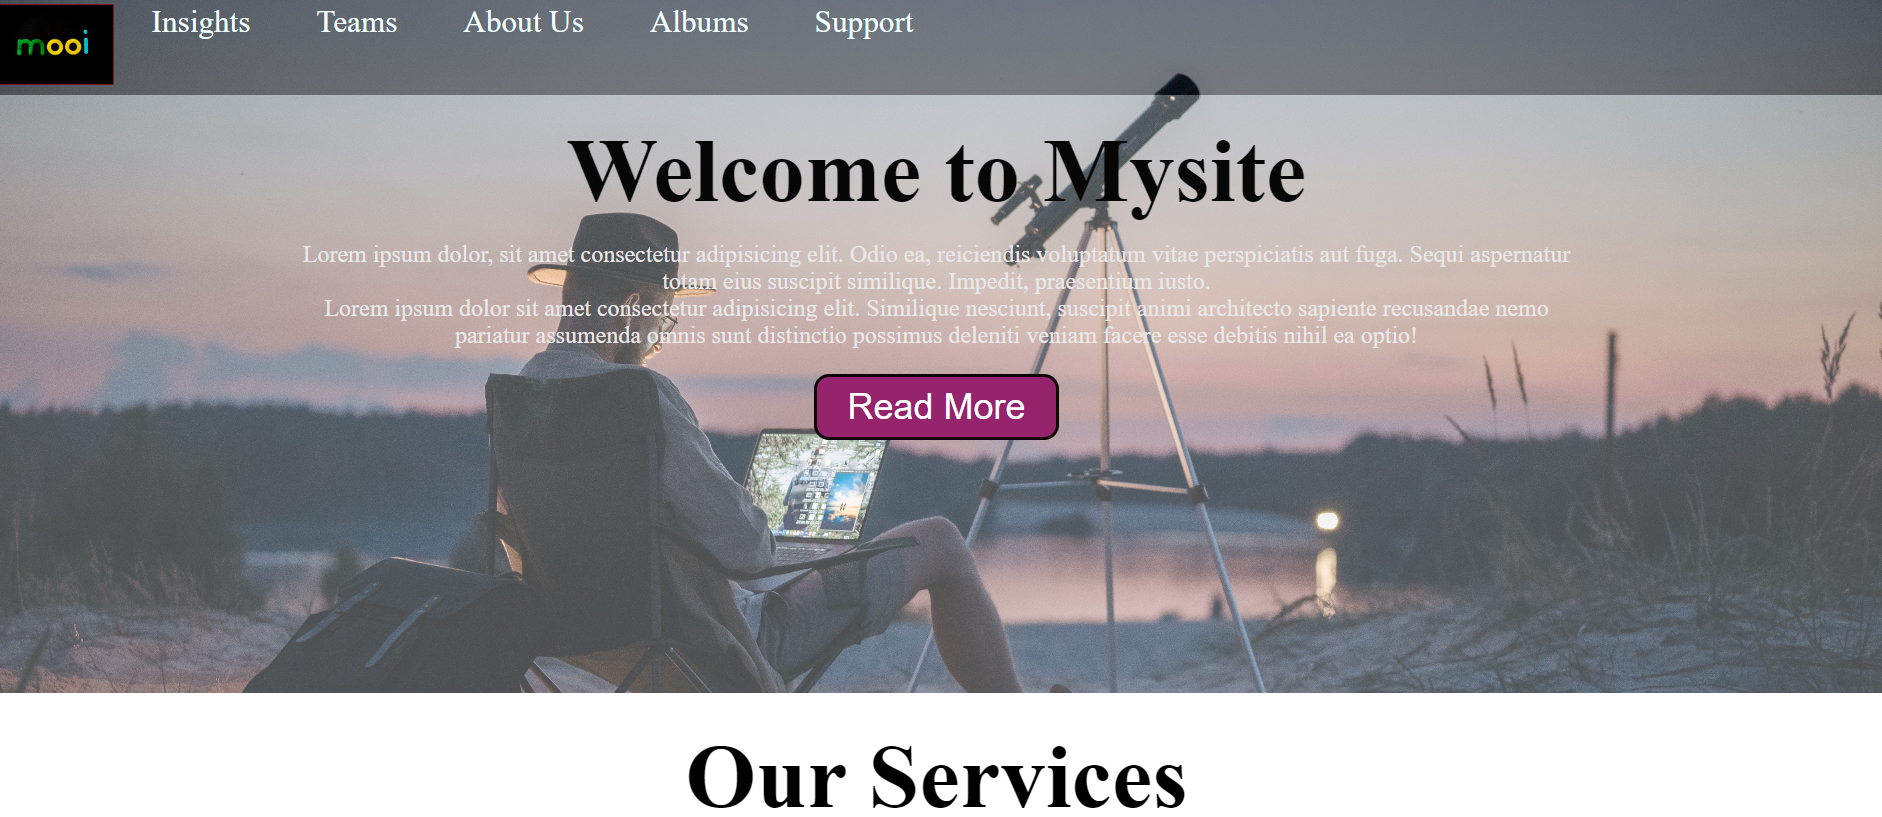 mooi
Insights Teams About Us Albums Support
Welcome to Mysite
Lorem ipsum dolor, sit amet consectetur adipisicing elit. Odio ea, reiciendis voluptatum vitae perspiciatis aut fuga. Sequi aspernatur
totam eius suscipit similique. Impedit, praesentium iusto.
Lorem ipsum dolor sit amet consectetur adipisicing elit. Similique nesciunt, suscipit animi architecto sapiente recusandae nemo
pariatur assumenda omnis sunt distinctio possimus deleniti veniam facere esse debitis nihil ea optio!
Read More
Our Services